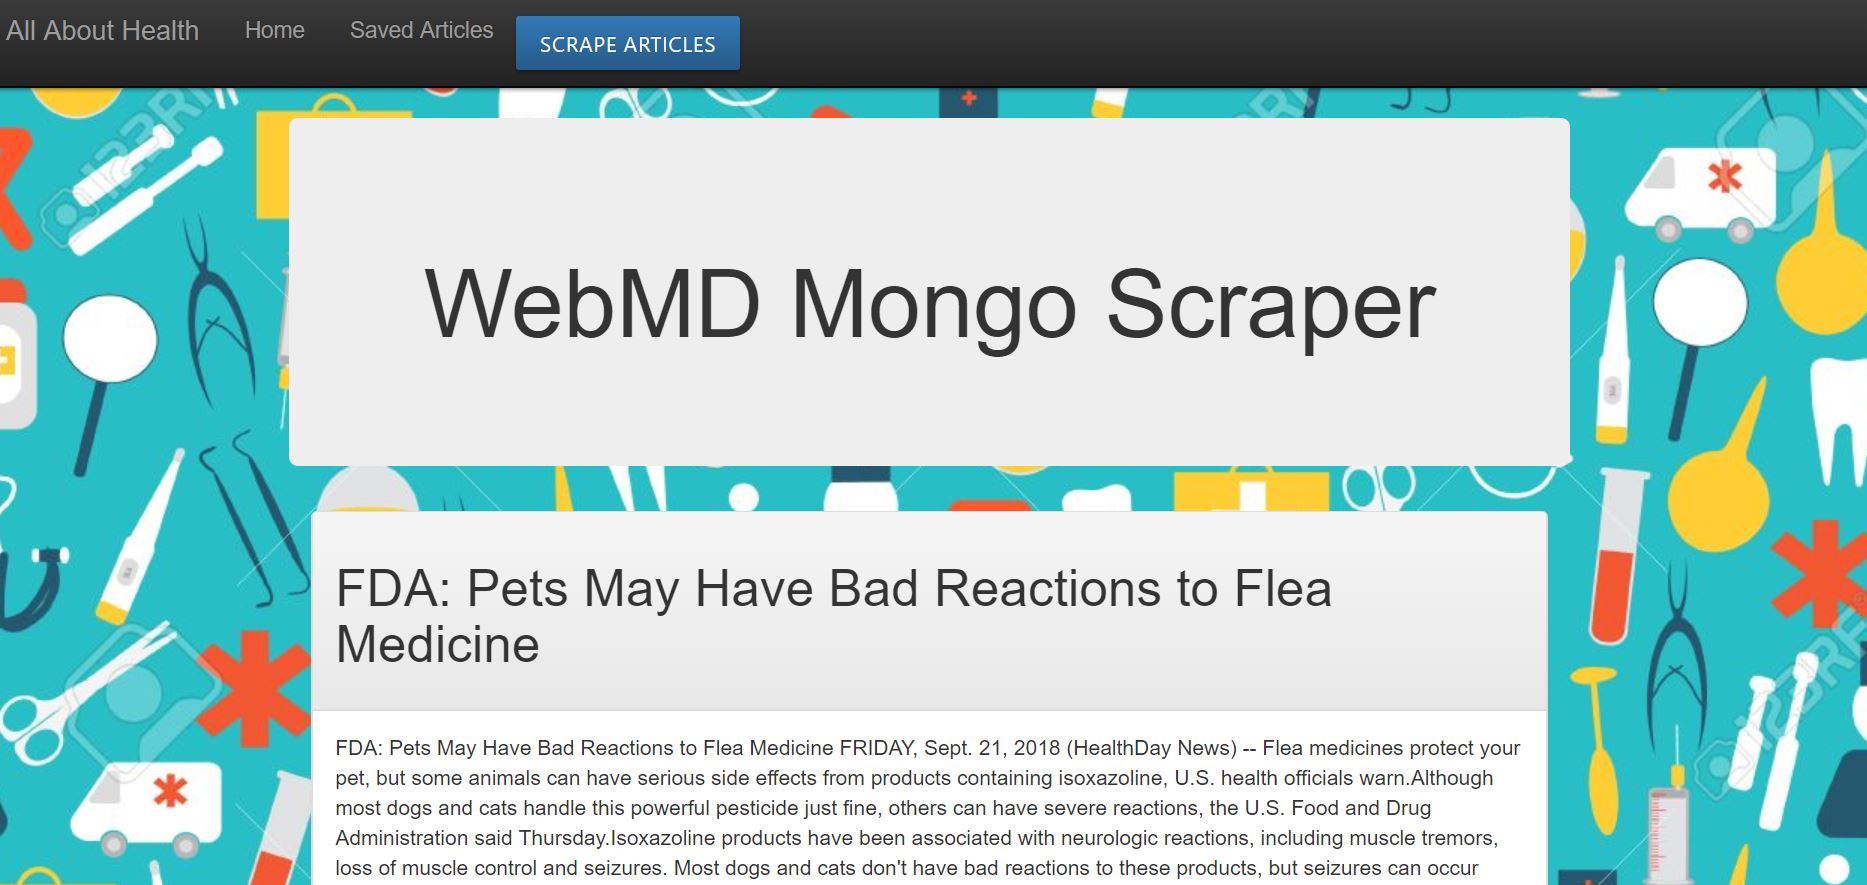 All About Health Home Saved Articles SCRAPE ARTICLES
WebMD Mongo Scraper
FDA: Pets May Have Bad Reactions to Flea
Medicine
FDA: Pets May Have Bad Reactions to Flea Medicine FRIDAY, Sept. 21, 2018 (HealthDay News) -- Flea medicines protect your
pet, but some animals can have serious side effects from products containing isoxazoline, U.S. health officials warn.Although
most dogs and cats handle this powerful pesticide just fine, others can have severe reactions, the U.S. Food and Drug
Administration said Thursday.Isoxazoline products have been associated with neurologic reactions, including muscle tremors,
loss of muscle control and seizures. Most dogs and cats don't have bad reactions to these products, but seizures can occur